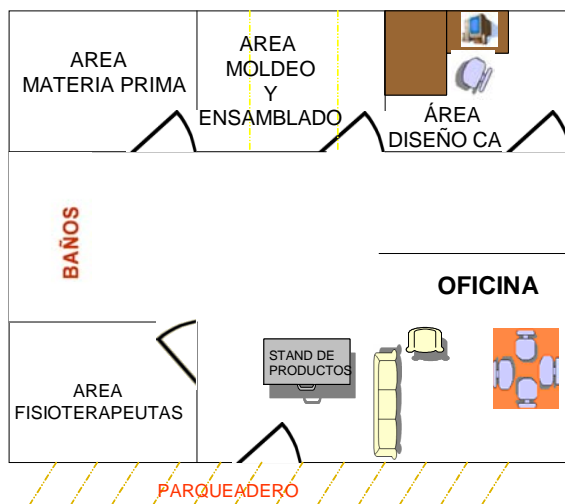 AREA
MATERIA PRIMA
AREA
MOLDEO
Y
ENSAMBLADO
ÁREA
DISEÑO CA
BAÑOS
OFICINA
STAND DE
PRODUCTOS
AREA
FISIOTERAPEUTAS
PARQUEADERO